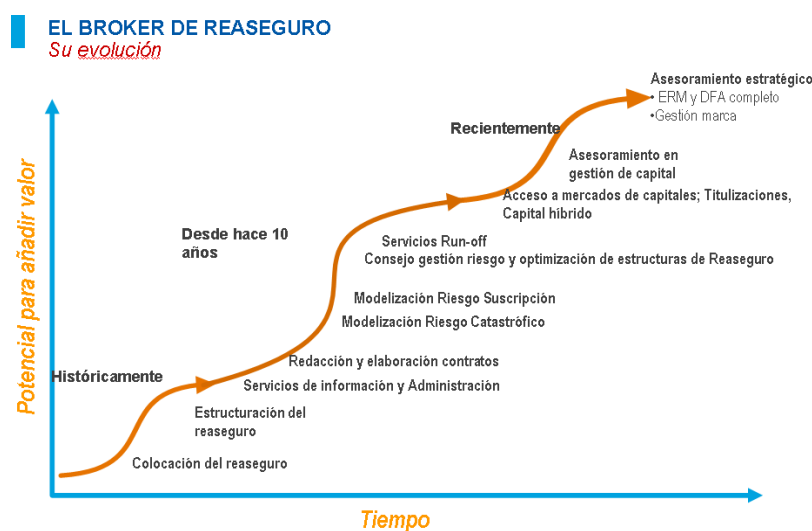 EL BROKER DE REASEGURO
Su evolución
Asesoramiento estratégico
• ERM y DFA completo
•Gestión marca
Recientemente
Asesoramiento en
gestión de capital
Acceso a mercados de capitales; Titulizaciones,
Capital híbrido
Desde hace 10
años
Servicios Run-off
Consejo gestión riesgo y optimización de estructuras de Reaseguro
Modelización Riesgo Suscripción
Modelización Riesgo Catastrófico
Redacción y elaboración contratos
Históricamente
Servicios de información y Administración
Estructuración del
reaseguro
Colocación del reaseguro
Potencial para añadir valor
Tiempo